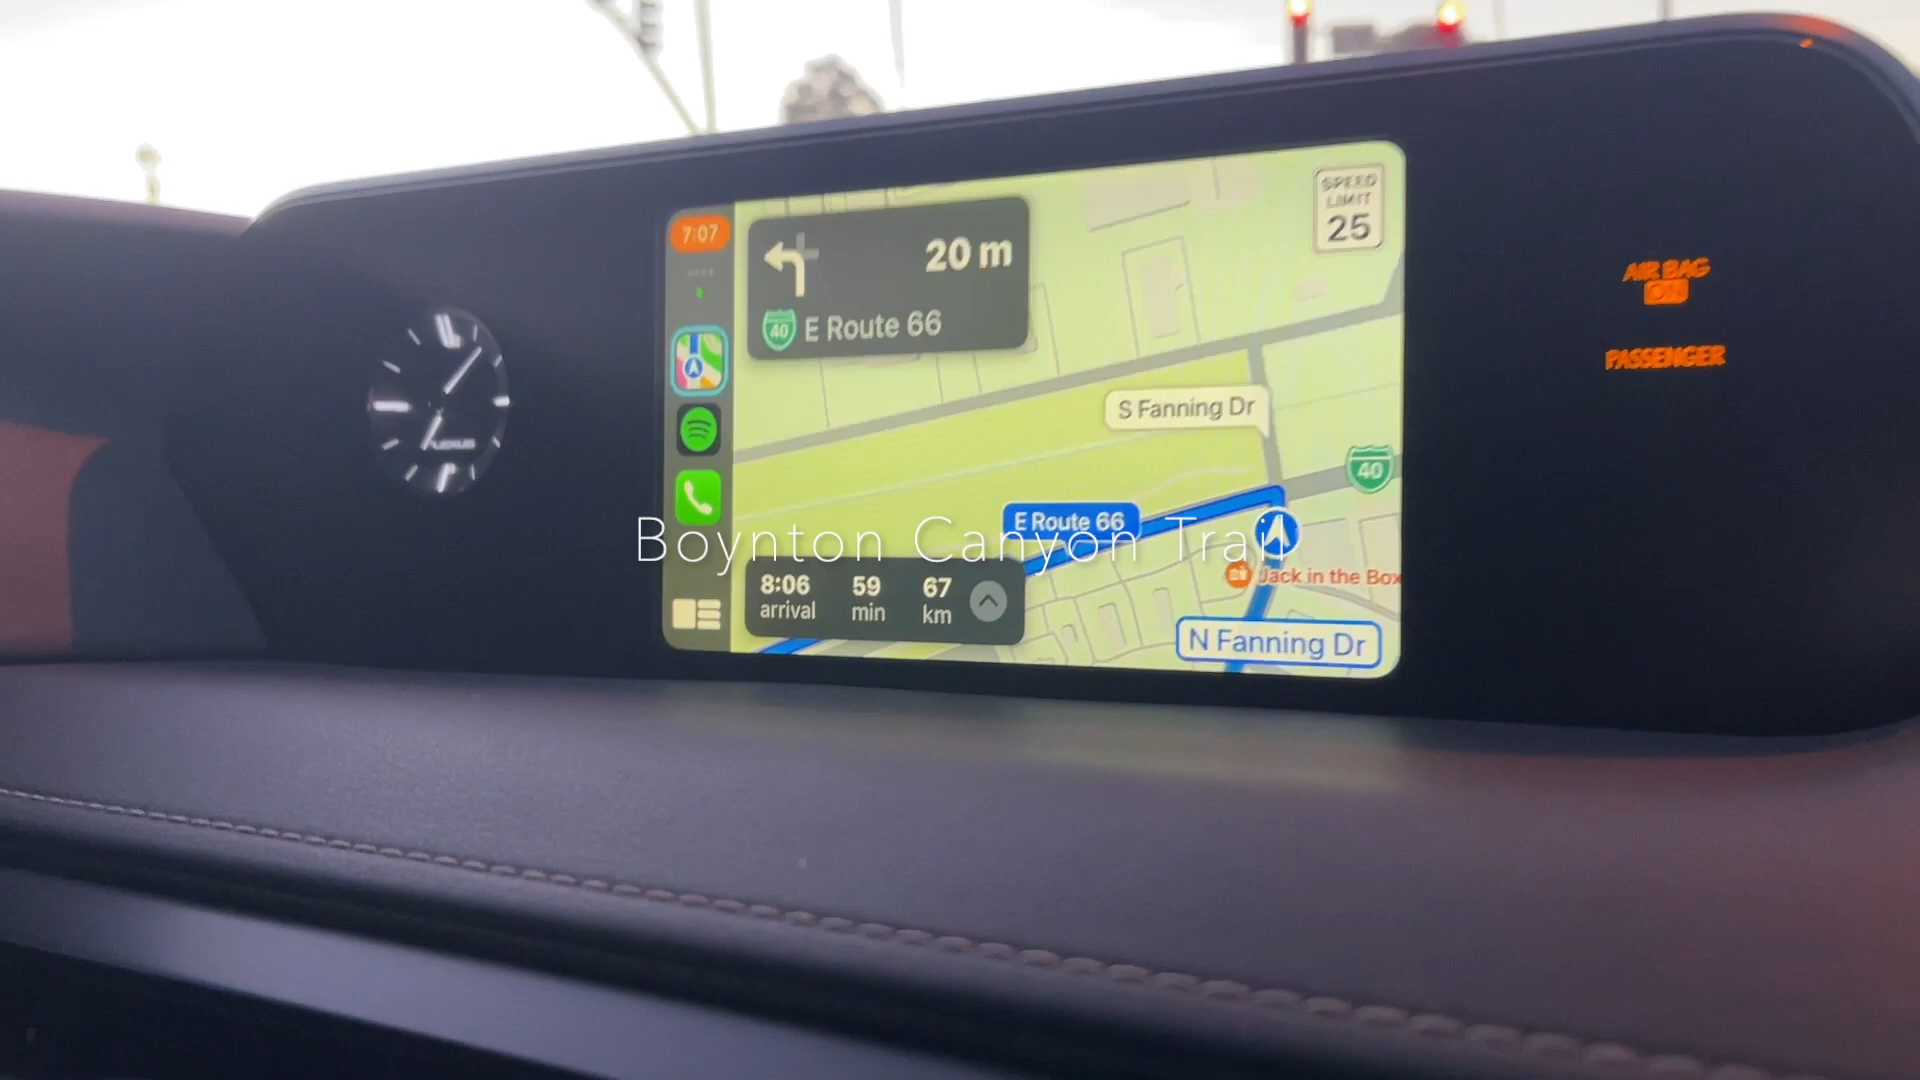 7:07
20 m
40 E Route 66
SPEED
LIMIT
25
AIR BAG
ON
PASSENGER
S Fanning Dr
40
LEXUS
E Route 66
Boynton Canyon Trail
Jack in the Box
8:06 59 67
arrival min km
N Fanning Dr